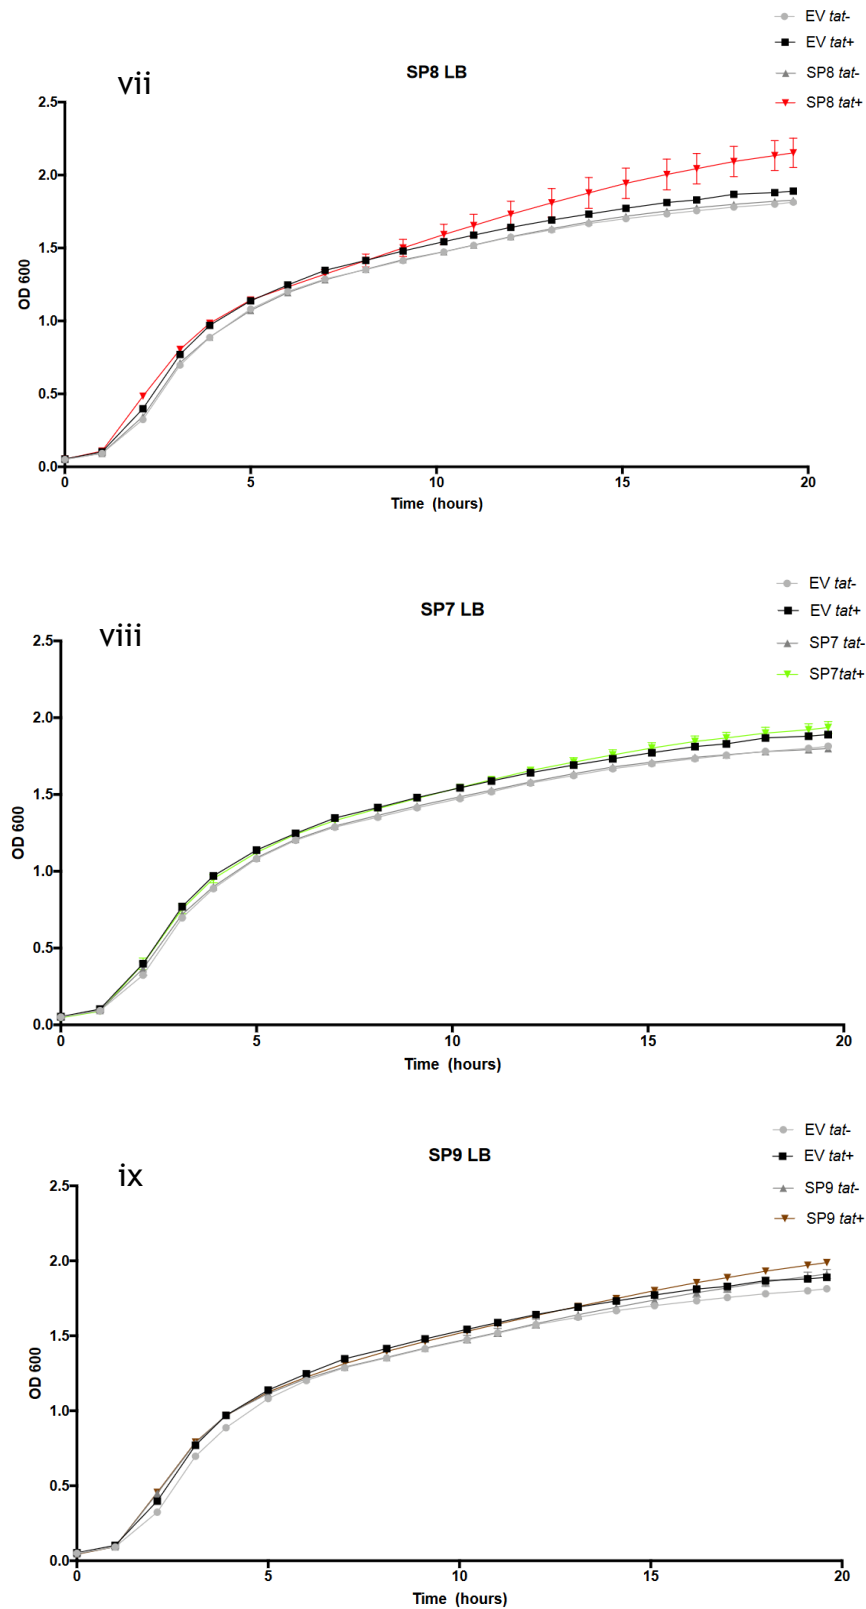 EV tat-
EV tat+
SP8 tat-
SP8 tat+
vii
SP8 LB
2.5
2.0
1.5
1.0
0.5
0.0
OD 600
0 5 10 15 20
Time (hours)
EV tat-
EV tat+
SP7 tat-
SP7tat+
viii
SP7 LB
2.5
2.0
1.5
1.0
0.5
0.0
OD 600
0 5 10 15 20
Time (hours)
EV tat-
EV tat+
SP9 tat-
SP9 tat+
ix
SP9 LB
2.5
2.0
1.5
1.0
0.5
0.0
OD 600
0 5 10 15 20
Time (hours)